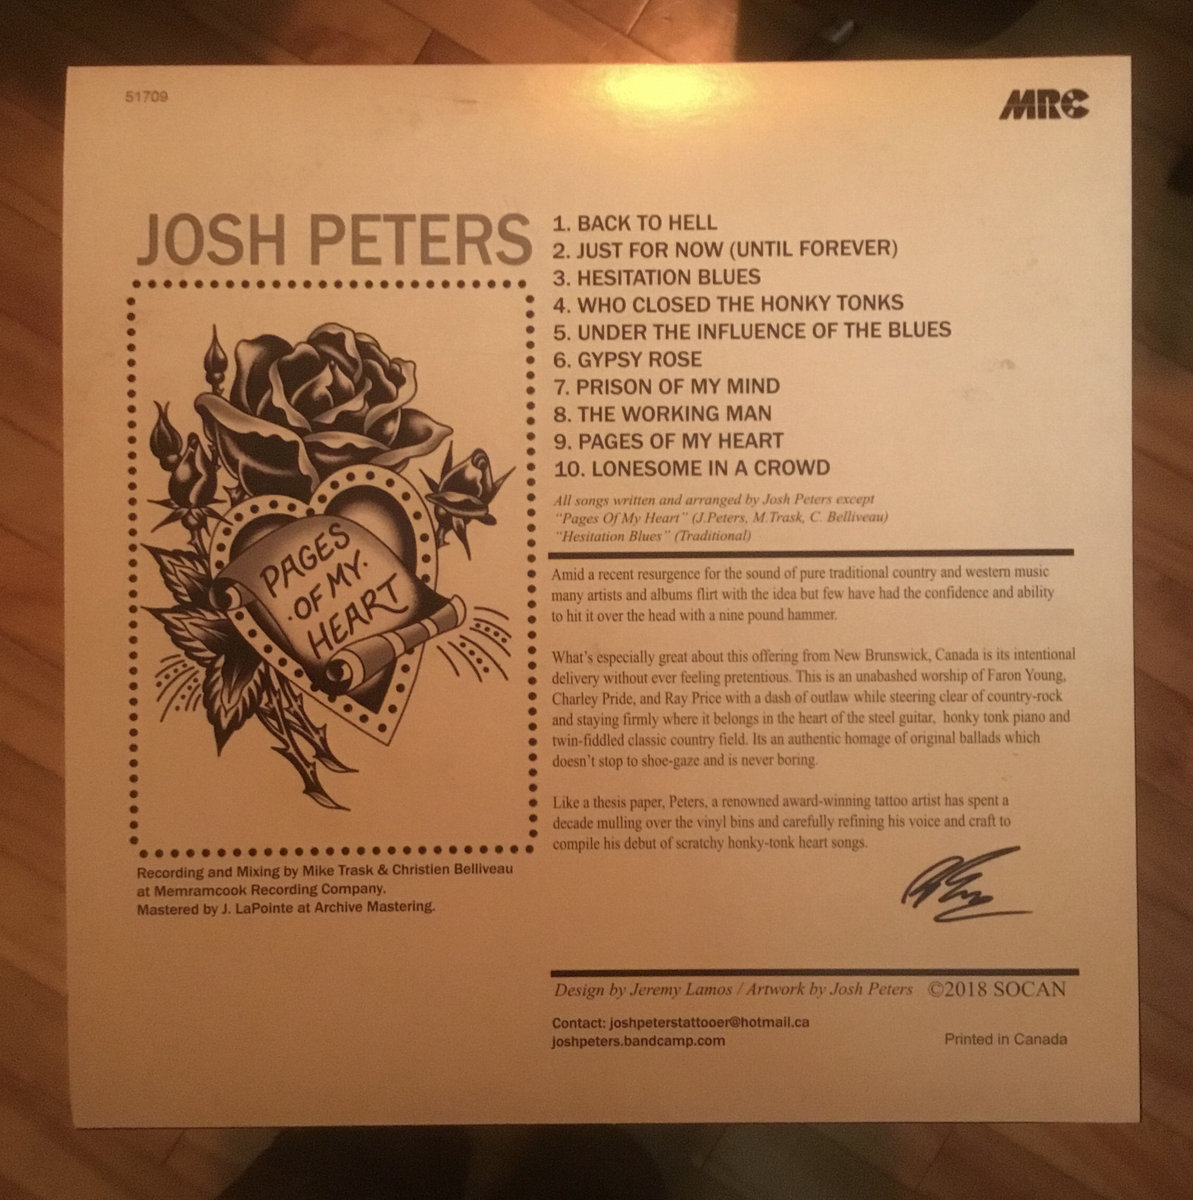 51709
MRC
JOSH PETERS
PAGES
OF MY
HEART
Recording and Mixing by Mike Trask & Christien Belliveau
at Memramcook Recording Company.
Mastered by J. LaPointe at Archive Mastering.
1. BACK TO HELL
2. JUST FOR NOW (UNTIL FOREVER)
3. HESITATION BLUES
4. WHO CLOSED THE HONKY TONKS
5. UNDER THE INFLUENCE OF THE BLUES
6. GYPSY ROSE
7. PRISON OF MY MIND
8. THE WORKING MAN
9. PAGES OF MY HEART
10. LONESOME IN A CROWD
All songs written and arranged by Josh Peters except
"Pages Of My Heart" (J.Peters, M.Trask, C. Belliveau)
"Hesitation Blues" (Traditional)
Amid a recent resurgence for the sound of pure traditional country and western music
many artists and albums flirt with the idea but few have had the confidence and ability
to hit it over the head with a nine pound hammer.
What's especially great about this offering from New Brunswick, Canada is its intentional
delivery without ever feeling pretentious. This is an unabashed worship of Faron Young,
Charley Pride, and Ray Price with a dash of outlaw while steering clear of country-rock
and staying firmly where it belongs in the heart of the steel guitar, honky tonk piano and
twin-fiddled classic country field. Its an authentic homage of original ballads which
doesn't stop to shoe-gaze and is never boring.
Like a thesis paper, Peters, a renowned award-winning tattoo artist has spent a
decade mulling over the vinyl bins and carefully refining his voice and craft to
compile his debut of scratchy honky-tonk heart songs.
Design by Jeremy Lamos / Artwork by Josh Peters ©2018 SOCAN
Contact: joshpeterstattooer@hotmail.ca
joshpeters.bandcamp.com
Printed in Canada